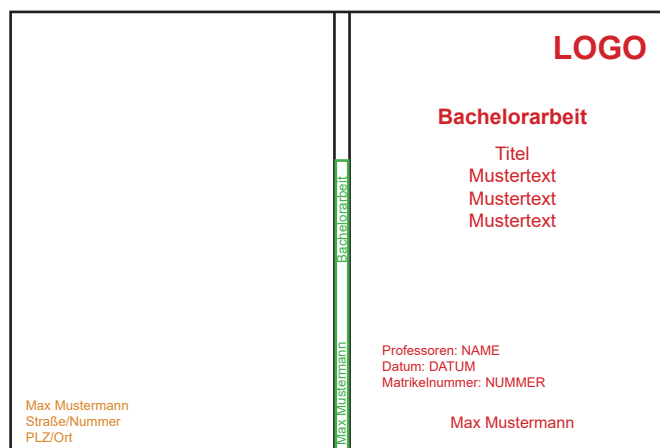 LOGO
Bachelorarbeit
Titel
Mustertext
Mustertext
Mustertext
Professoren: NAME
Datum: DATUM
Matrikelnummer: NUMMER
Max Mustermann
Max Mustermann Bachelorarbeit
Max Mustermann
Straße/Nummer
PLZ/Ort